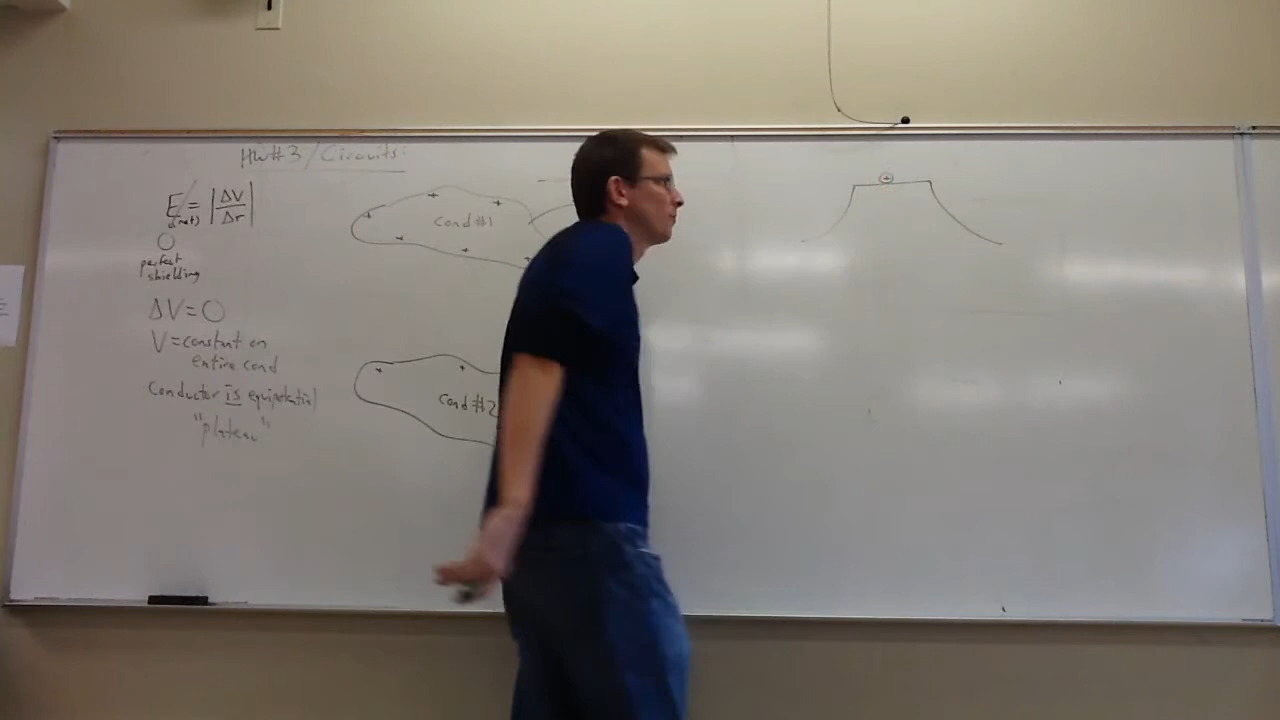 HW#3/Circuits:
E = |ΔV/Δr|
(net)
0
perfect
shielding
ΔV=0
V=constant on
entire cond
Conductor is equipotential
"plateau"
+ + + + + +
Cond #1
+ +
Cond #2
+